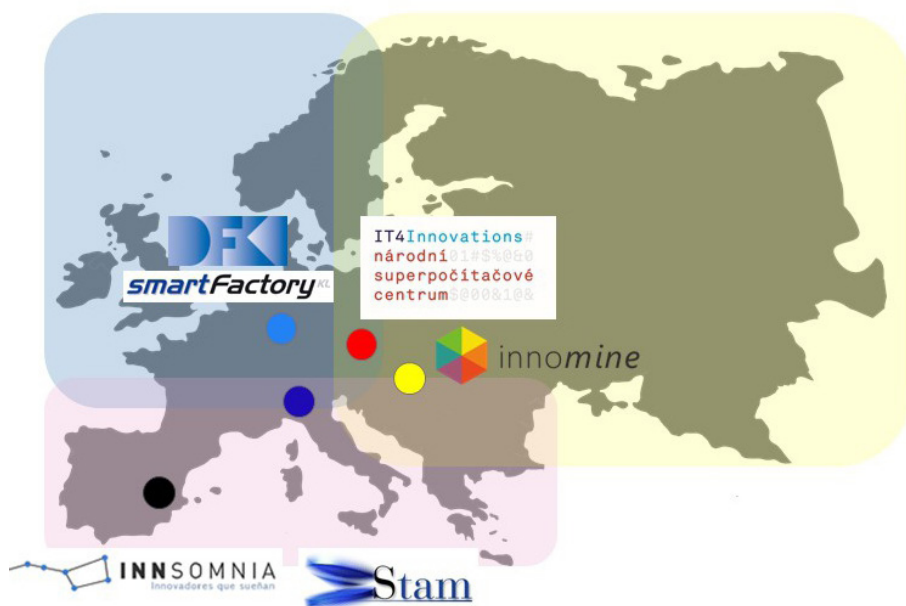 DFKI
smartFactory KL
IT4Innovations#
národní01#$%@&0
superpočítačové
centrum$@00&1@&
innomine
INNSOMNIA
Innovadores que sueñan
Stam